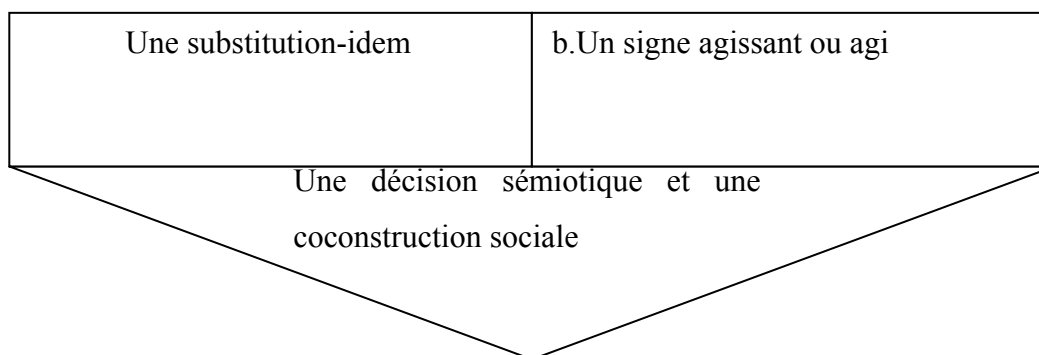 Une substitution-idem
b.Un signe agissant ou agi
Une décision sémiotique et une
coconstruction sociale